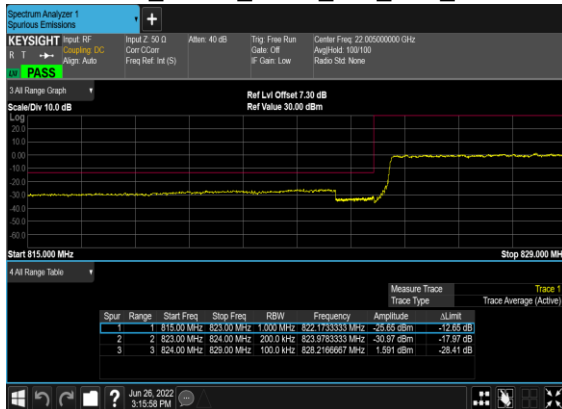 Spectrum Analyzer 1
Spurious Emissions
+
KEYSIGHT Input: RF
R T Coupling: DC
Align: Auto
LXI PASS
Input Z: 50 Ω
Corr CCorr
Freq Ref: Int (S)
Atten: 40 dB
Trig: Free Run
Gate: Off
IF Gain: Low
Center Freq: 22.005000000 GHz
Avg|Hold: 100/100
Radio Std: None
3 All Range Graph
Scale/Div 10.0 dB
Ref Lvl Offset 7.30 dB
Ref Value 30.00 dBm
Log
20.0
10.0
0.00
-10.0
-20.0
-30.0
-40.0
-50.0
-60.0
Start 815.000 MHz
Stop 829.000 MHz
4 All Range Table
Measure Trace Trace 1
Trace Type Trace Average (Active)
Spur Range Start Freq Stop Freq RBW Frequency Amplitude ΔLimit
1 1 815.00 MHz 823.00 MHz 1.000 MHz 822.1733333 MHz -25.65 dBm -12.65 dB
2 2 823.00 MHz 824.00 MHz 200.0 kHz 823.9783333 MHz -30.97 dBm -17.97 dB
3 3 824.00 MHz 829.00 MHz 100.0 kHz 828.2166667 MHz 1.591 dBm -28.41 dB
? Jun 26, 2022
3:15:58 PM